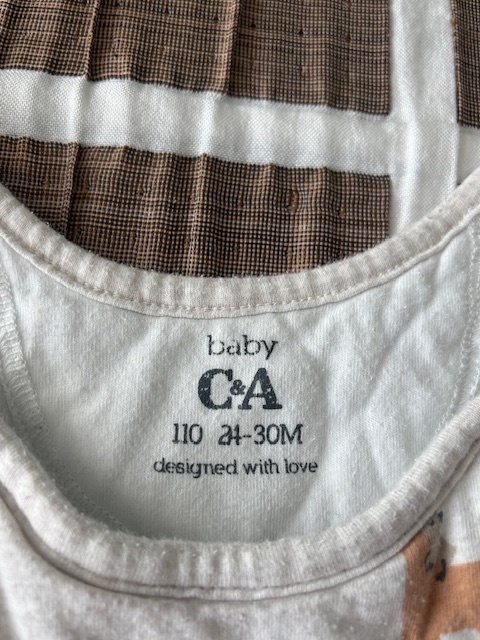 baby
C&A
110 24-30M
designed with love